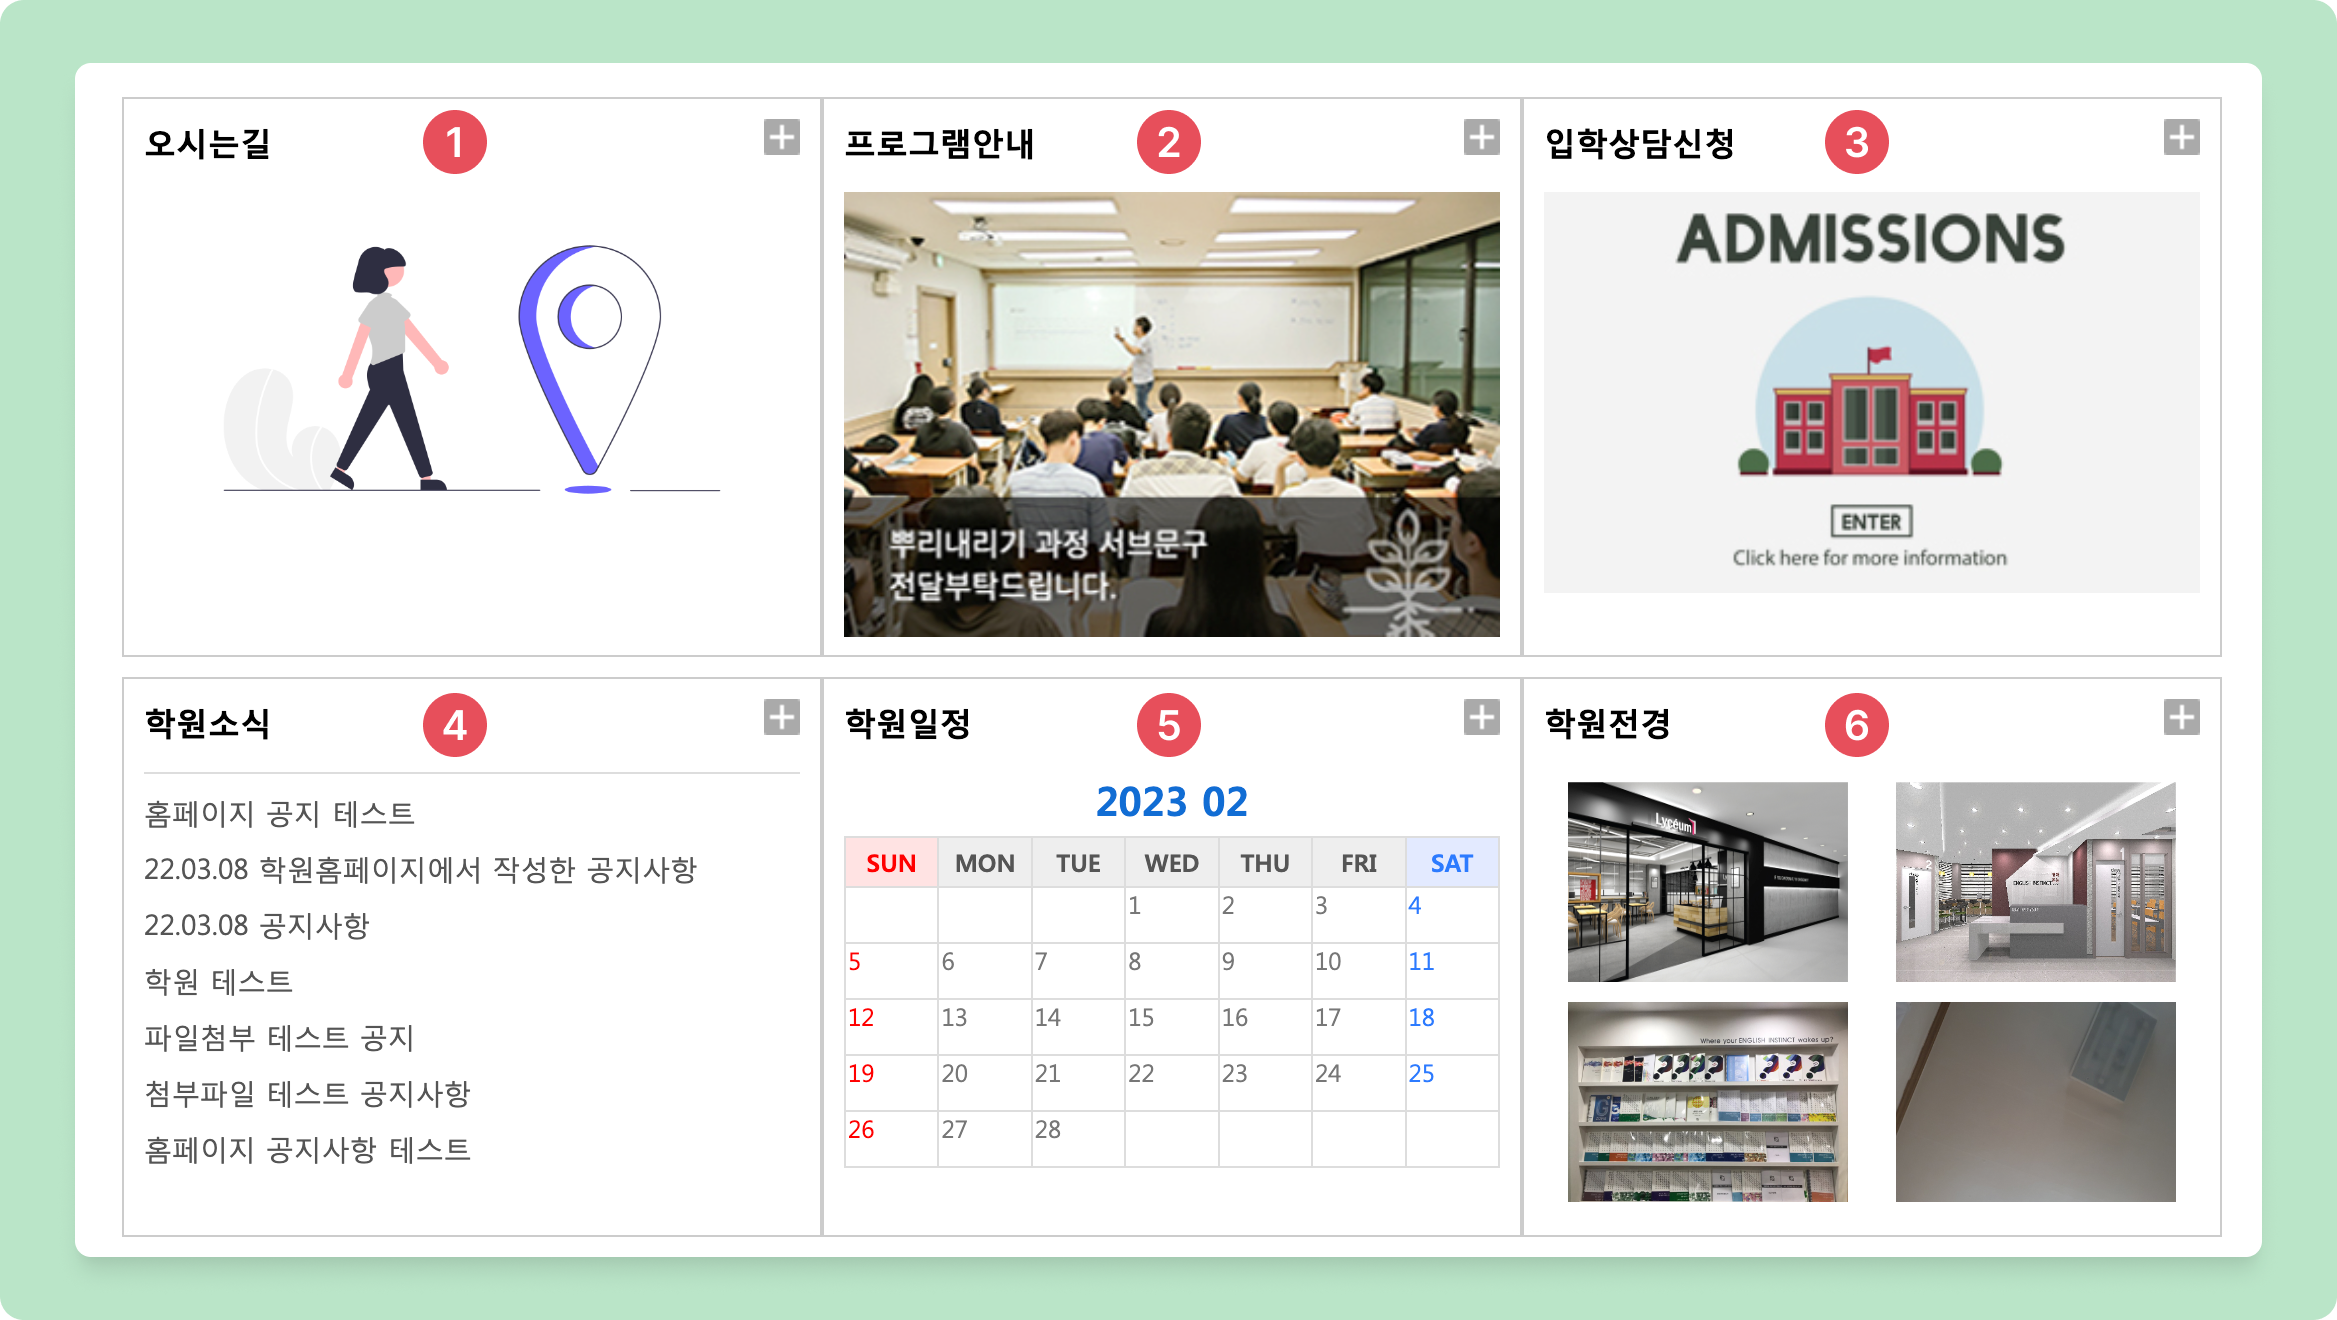 오시는길
1
프로그램안내
2
뿌리내리기 과정 서브문구
전달부탁드립니다.
입학상담신청
3
ADMISSIONS
ENTER
Click here for more information
학원소식
4
홈페이지 공지 테스트
22.03.08 학원홈페이지에서 작성한 공지사항
22.03.08 공지사항
학원 테스트
파일첨부 테스트 공지
첨부파일 테스트 공지사항
홈페이지 공지사항 테스트
학원일정
5
2023 02
SUN MON TUE WED THU FRI SAT
1 2 3 4
5 6 7 8 9 10 11
12 13 14 15 16 17 18
19 20 21 22 23 24 25
26 27 28
학원전경
6
Lyceum
ENGLISH INSTINCT
Where your ENGLISH INSTINCT wakes up?